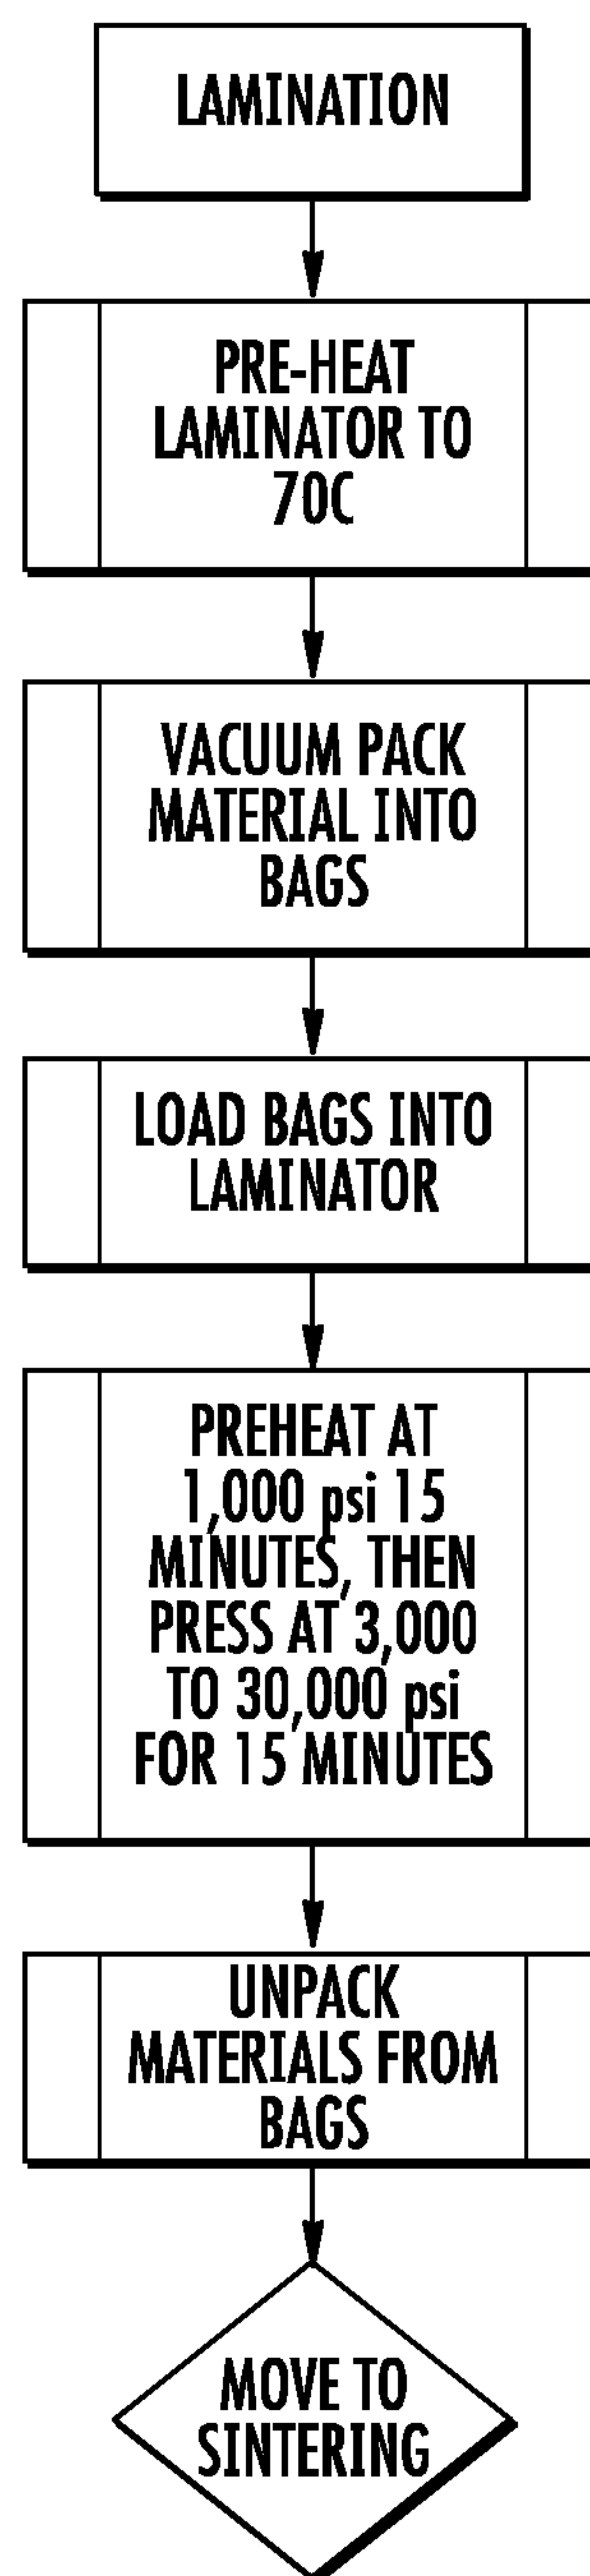 LAMINATION
PRE-HEAT
LAMINATOR TO
70C
VACUUM PACK
MATERIAL INTO
BAGS
LOAD BAGS INTO
LAMINATOR
PREHEAT AT
1,000 psi 15
MINUTES, THEN
PRESS AT 3,000
TO 30,000 psi
FOR 15 MINUTES
UNPACK
MATERIALS FROM
BAGS
MOVE TO
SINTERING